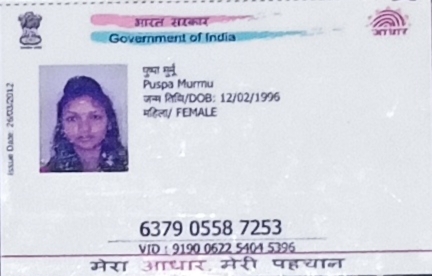 भारत सरकार
Government of India
आधार
Issue Date: 26/03/2012
पुष्पा मुर्मू
Puspa Murmu
जन्म तिथि/DOB: 12/02/1996
महिला/ FEMALE
6379 0558 7253
VID : 9190 0622 5404 5396
मेरा आधार, मेरी पहचान